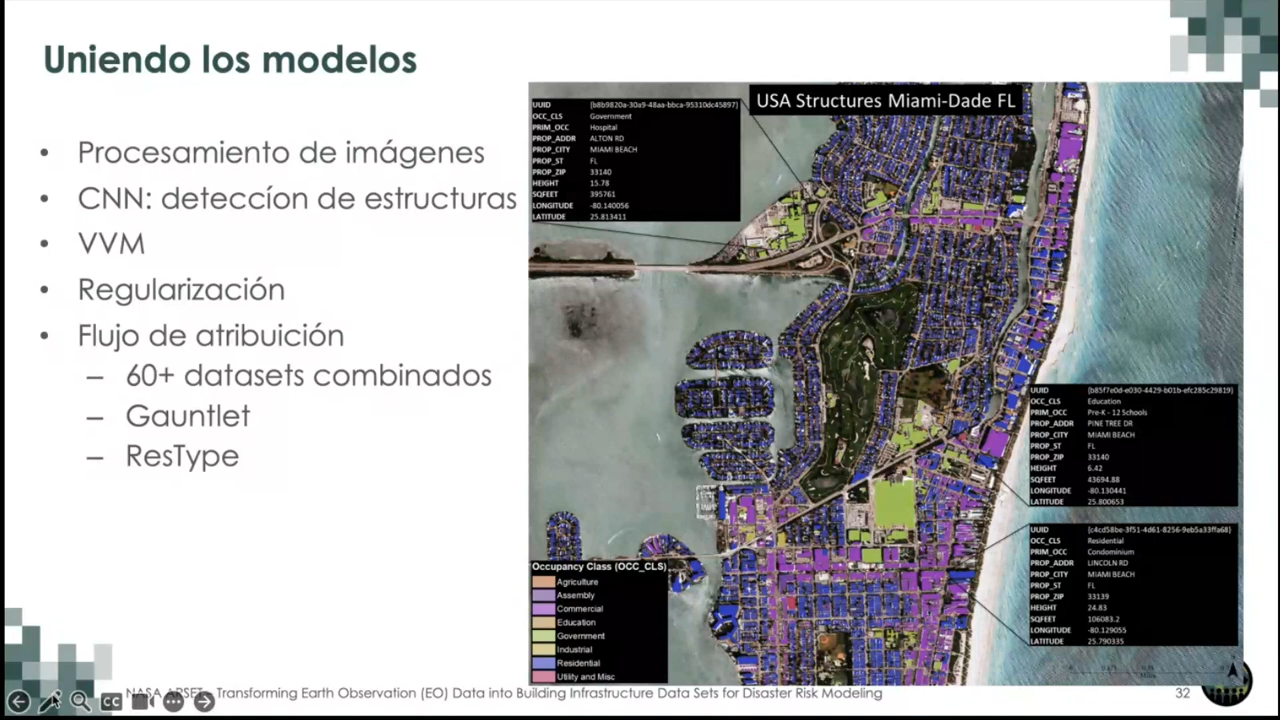 Uniendo los modelos
• Procesamiento de imágenes
• CNN: deteccíon de estructuras
• VVM
• Regularización
• Flujo de atribuición
– 60+ datasets combinados
– Gauntlet
– ResType
USA Structures Miami-Dade FL
UUID {b8b9820a-30a9-48aa-bbca-95310dc45897}
OCC_CLS Government
PRIM_OCC Hospital
PROP_ADDR ALTON RD
PROP_CITY MIAMI BEACH
PROP_ST FL
PROP_ZIP 33140
HEIGHT 15.78
SQFEET 395761
LONGITUDE -80.140056
LATITUDE 25.813411
UUID {b85f7e0d-e030-4429-b01b-efc285c29819}
OCC_CLS Education
PRIM_OCC Pre-K - 12 Schools
PROP_ADDR PINE TREE DR
PROP_CITY MIAMI BEACH
PROP_ST FL
PROP_ZIP 33140
HEIGHT 6.42
SQFEET 43694.88
LONGITUDE -80.130441
LATITUDE 25.800653
UUID {c4cd58be-3f51-4d61-8256-9eb5a33ffa68}
OCC_CLS Residential
PRIM_OCC Condominium
PROP_ADDR LINCOLN RD
PROP_CITY MIAMI BEACH
PROP_ST FL
PROP_ZIP 33139
HEIGHT 24.83
SQFEET 106083.2
LONGITUDE -80.129055
LATITUDE 25.790335
Occupancy Class (OCC_CLS)
Agriculture
Assembly
Commercial
Education
Government
Industrial
Residential
Utility and Misc
Miles
NASA ARSET – Transforming Earth Observation (EO) Data into Building Infrastructure Data Sets for Disaster Risk Modeling
32
CC